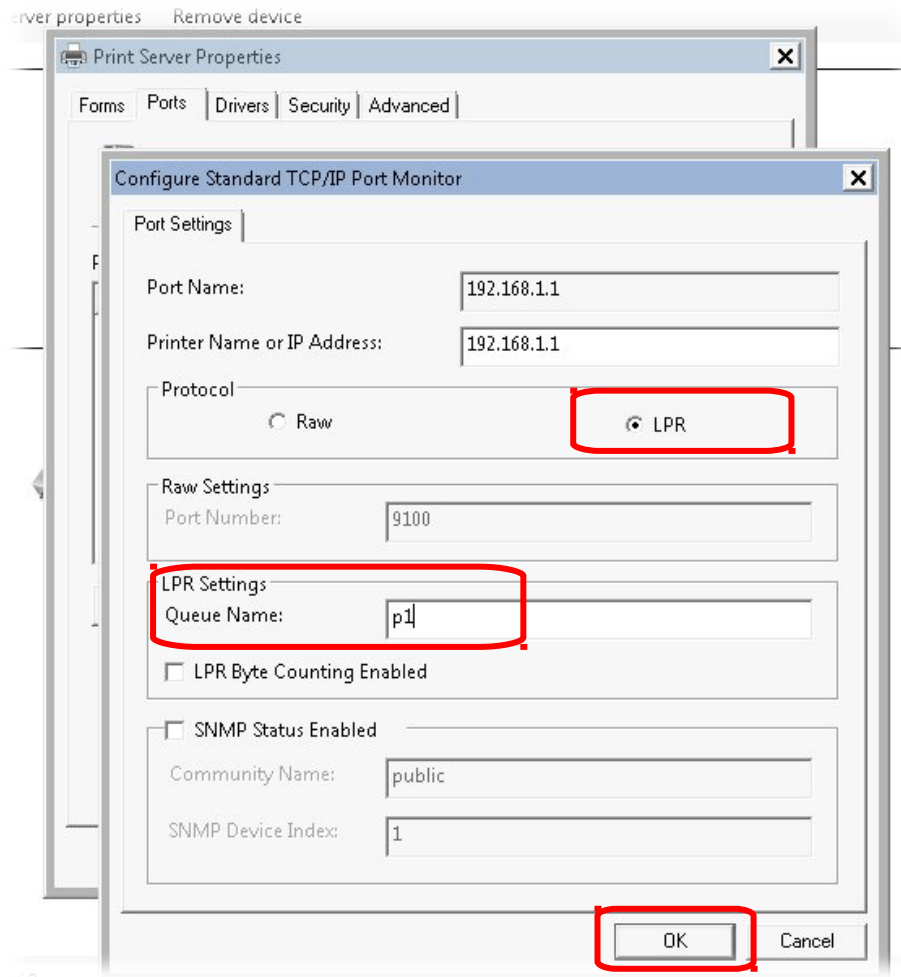 erver properties Remove device
Print Server Properties
Forms Ports Drivers Security Advanced
Configure Standard TCP/IP Port Monitor
Port Settings
Port Name: 192.168.1.1
Printer Name or IP Address: 192.168.1.1
Protocol
Raw LPR
Raw Settings
Port Number: 9100
LPR Settings
Queue Name: p1
LPR Byte Counting Enabled
SNMP Status Enabled
Community Name: public
SNMP Device Index: 1
OK Cancel